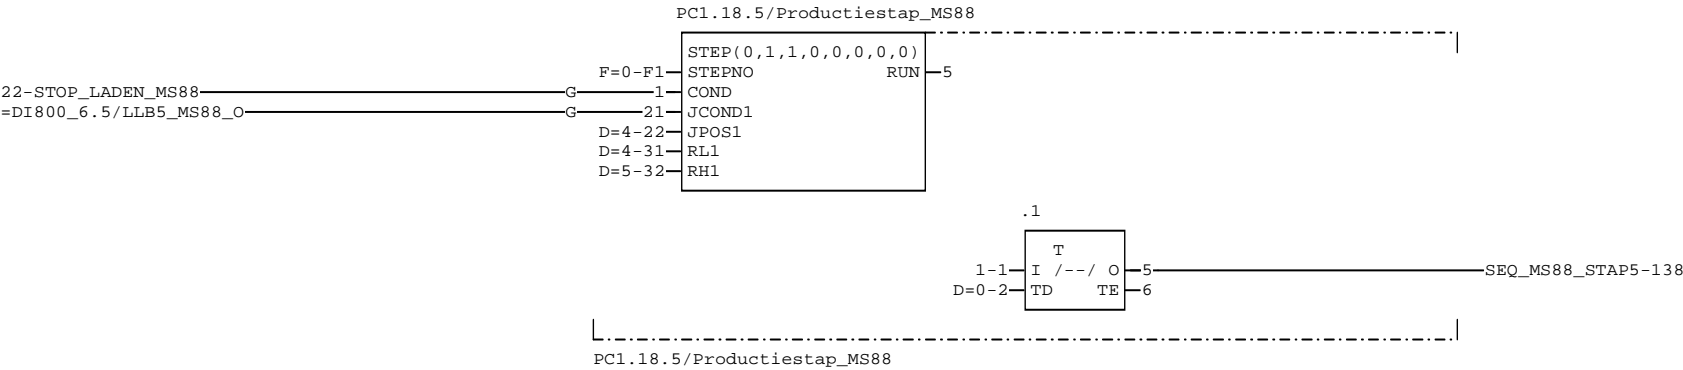 PC1.18.5/Productiestap_MS88
STEP(0,1,1,0,0,0,0,0)
F=0-F1 STEPNO RUN 5
22-STOP_LADEN_MS88 G 1 COND
=DI800_6.5/LLB5_MS88_O G 21 JCOND1
D=4-22 JPOS1
D=4-31 RL1
D=5-32 RH1
.1
T
1-1 I /--/ O 5 SEQ_MS88_STAP5-138
D=0-2 TD TE 6
PC1.18.5/Productiestap_MS88